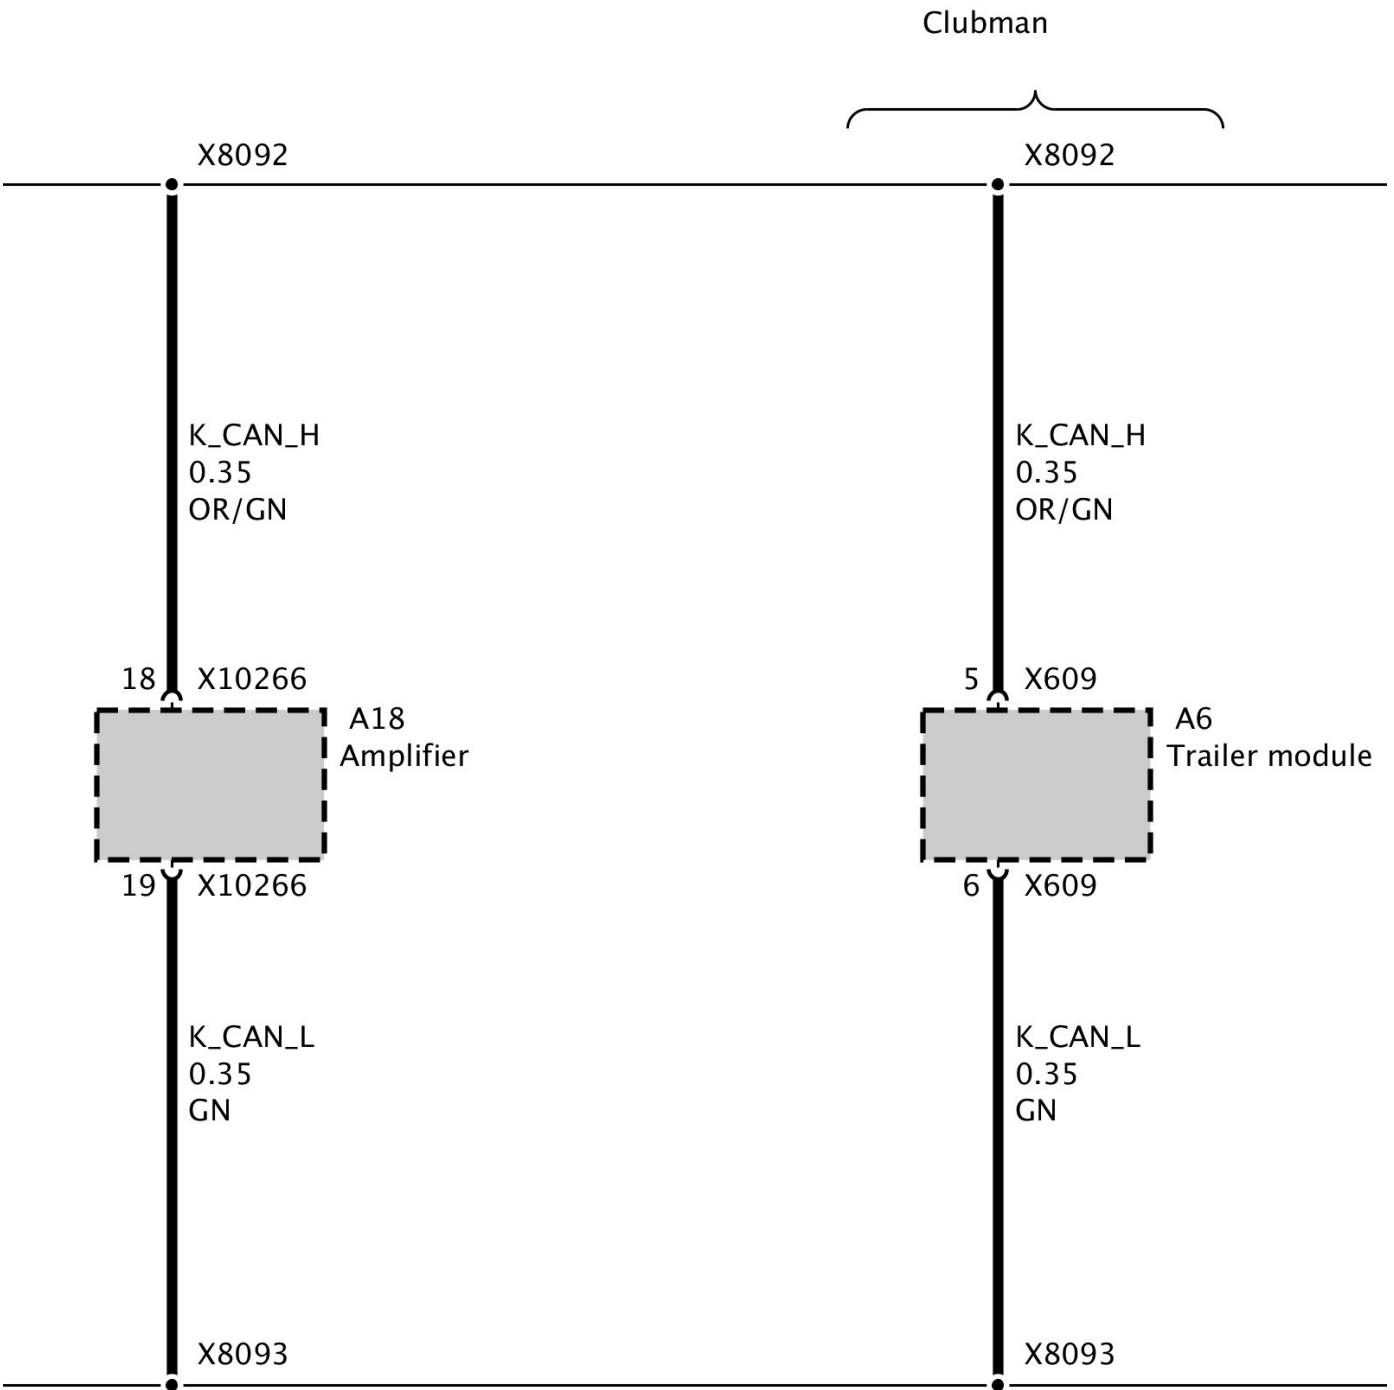 Clubman
X8092
X8092
K_CAN_H
0.35
OR/GN
K_CAN_H
0.35
OR/GN
18 X10266
5 X609
A18
Amplifier
A6
Trailer module
19 X10266
6 X609
K_CAN_L
0.35
GN
K_CAN_L
0.35
GN
X8093
X8093